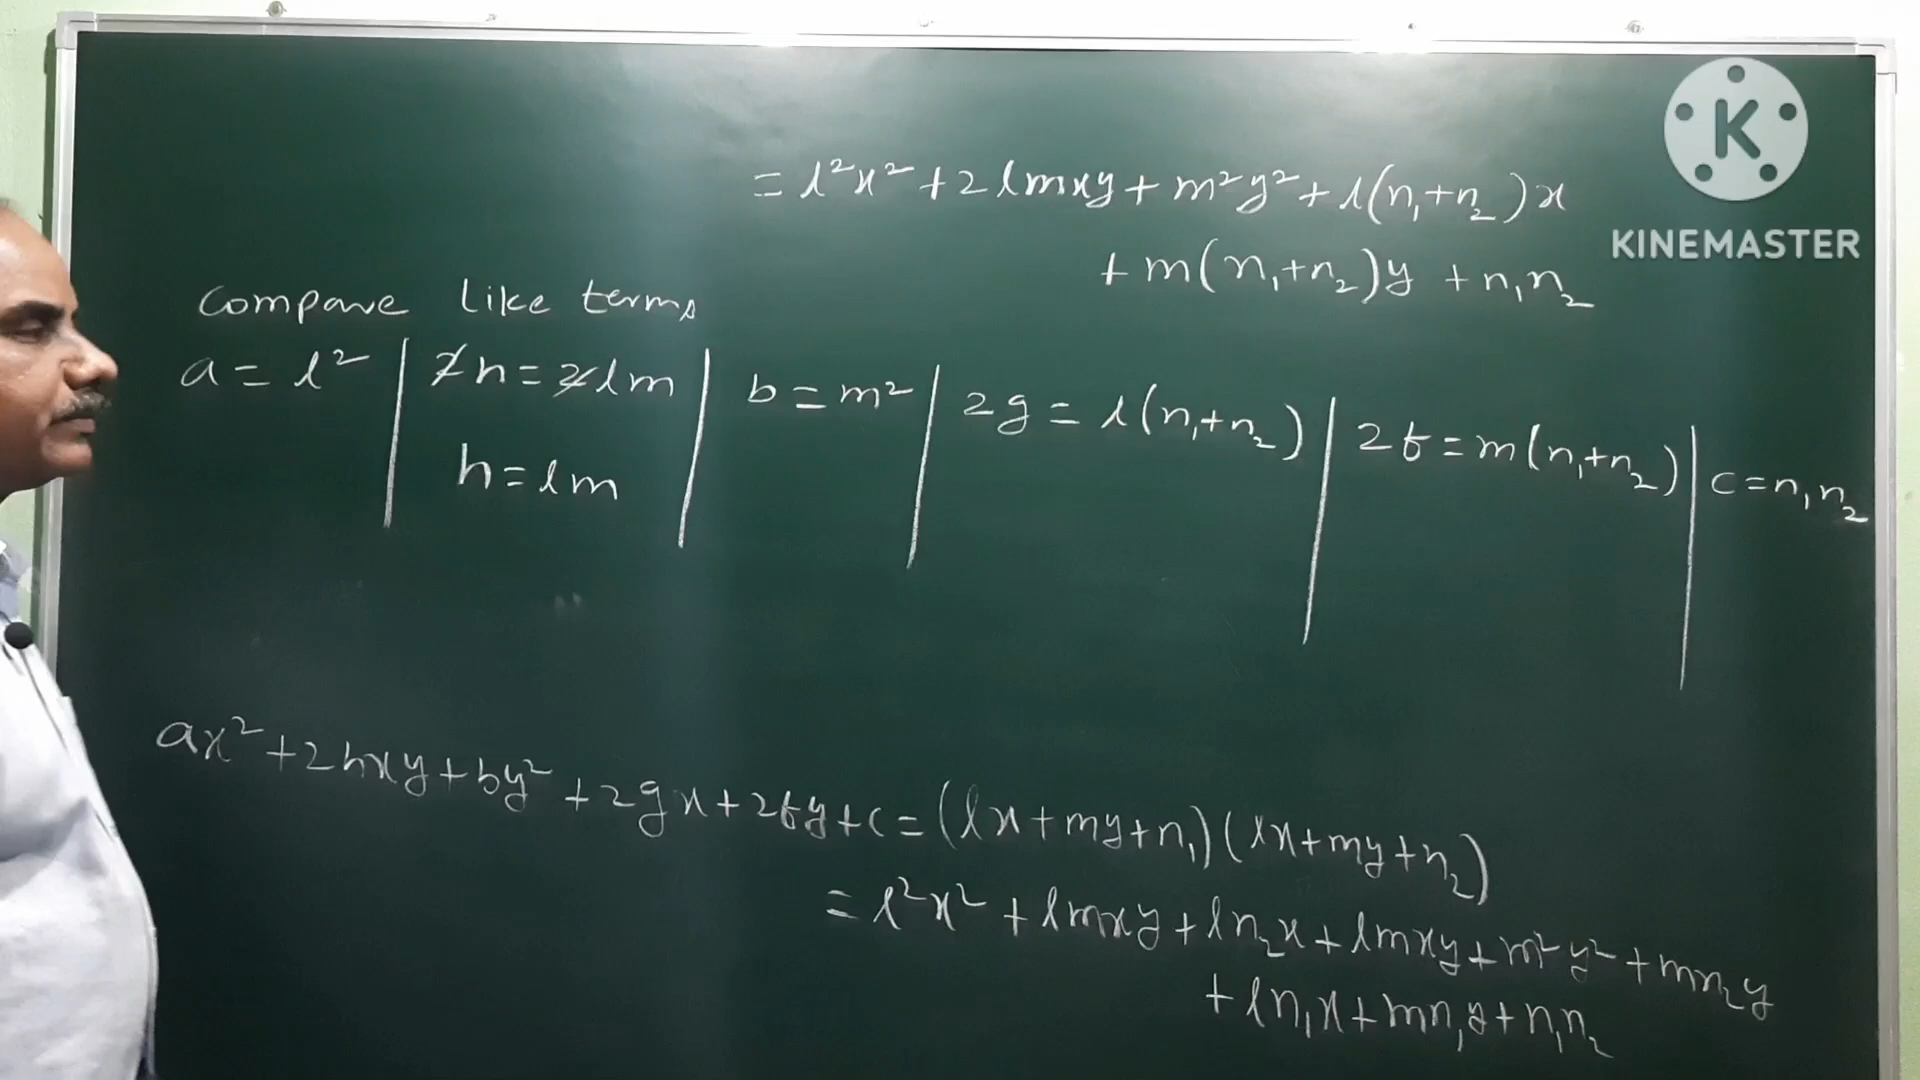 = l²x² + 2lmxy + m²y² + l(n₁+n₂)x
+ m(n₁+n₂)y + n₁n₂
K
KINEMASTER
Compare like terms
a = l² | 2h = 2lm | b = m² | 2g = l(n₁+n₂) | 2f = m(n₁+n₂) | c = n₁n₂
h = lm
ax² + 2hxy + by² + 2gx + 2fy + c = (lx + my + n₁)(lx + my + n₂)
= l²x² + lmxy + ln₂x + lmxy + m²y² + mn₂y
+ ln₁x + mn₁y + n₁n₂